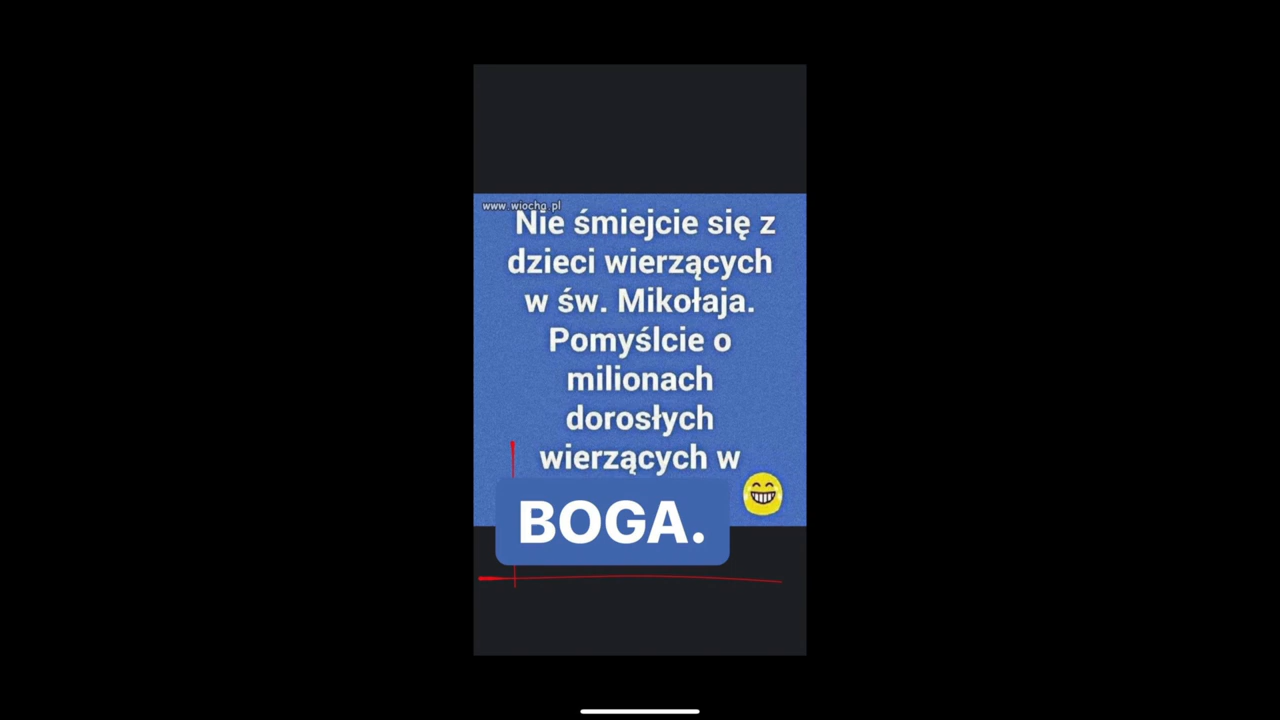 www.wiocha.pl
Nie śmiejcie się z
dzieci wierzących
w św. Mikołaja.
Pomyślcie o
milionach
dorosłych
wierzących w
BOGA.